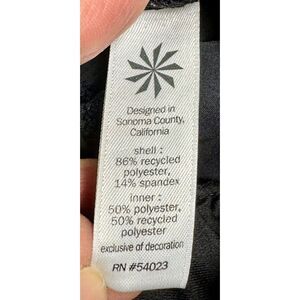 Designed in
Sonoma County,
California
shell :
86% recycled
polyester,
14% spandex
inner :
50% polyester,
50% recycled
polyester
exclusive of decoration
RN #54023